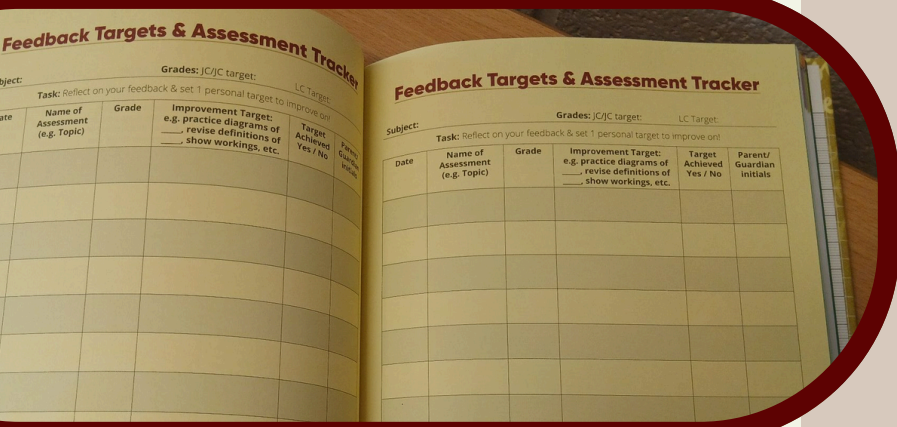 Feedback Targets & Assessment Tracker
bject:
Grades: JC/JC target:
LC Target:
Task: Reflect on your feedback & set 1 personal target to improve on!
ate
Name of
Assessment
(e.g. Topic)
Grade
Improvement Target:
e.g. practice diagrams of
____, revise definitions of
____, show workings, etc.
Target
Achieved
Yes / No
Parent/
Guardian
initials
Feedback Targets & Assessment Tracker
Subject:
Grades: JC/JC target:
LC Target:
Task: Reflect on your feedback & set 1 personal target to improve on!
Date
Name of
Assessment
(e.g. Topic)
Grade
Improvement Target:
e.g. practice diagrams of
____, revise definitions of
____, show workings, etc.
Target
Achieved
Yes / No
Parent/
Guardian
initials